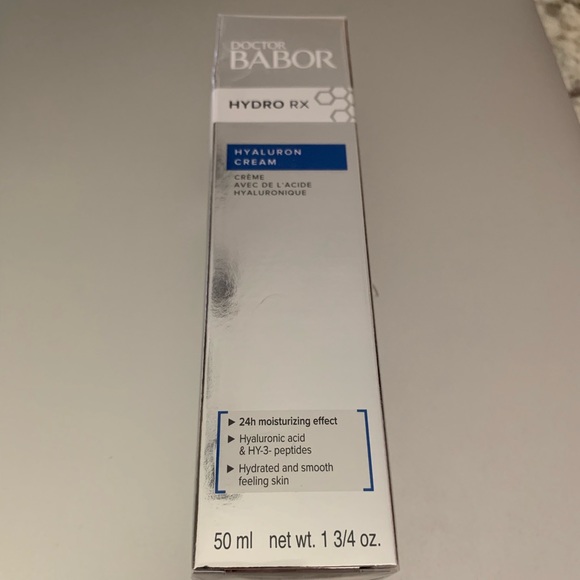 DOCTOR
BABOR
HYDRO RX
HYALURON
CREAM
CRÈME
AVEC DE L'ACIDE
HYALURONIQUE
▶ 24h moisturizing effect
▶ Hyaluronic acid
& HY-3- peptides
▶ Hydrated and smooth
feeling skin
50 ml net wt. 1 3/4 oz.